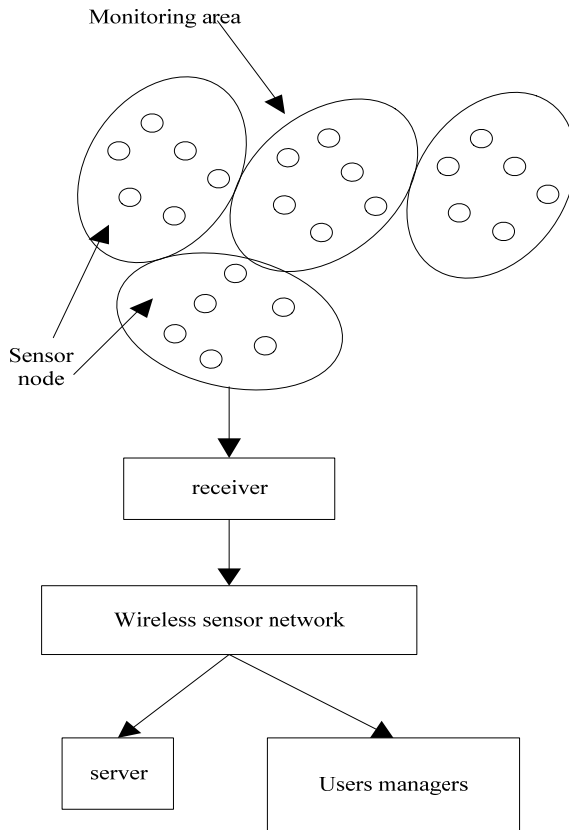 Monitoring area
Sensor
node
receiver
Wireless sensor network
server
Users managers